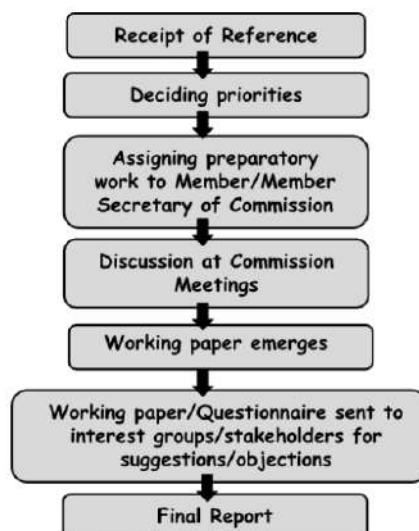 Receipt of Reference
Deciding priorities
Assigning preparatory
work to Member/Member
Secretary of Commission
Discussion at Commission
Meetings
Working paper emerges
Working paper/Questionnaire sent to
interest groups/stakeholders for
suggestions/objections
Final Report